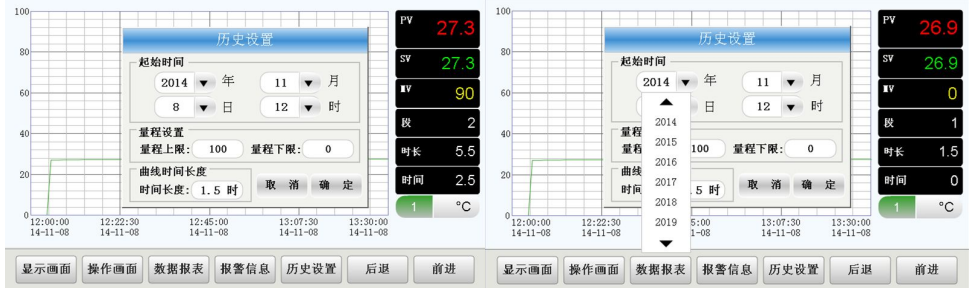 100
80
60
40
20
0
历史设置
起始时间
2014 年 11 月
8 日 12 时
量程设置
量程上限: 100 量程下限: 0
曲线时间长度
时间长度: 1.5 时 取 消 确 定
12:00:00 12:22:30 12:45:00 13:07:30 13:30:00
14-11-08 14-11-08 14-11-08 14-11-08 14-11-08
PV 27.3
SV 27.3
MV 90
段 2
时长 5.5
时间 2.5
1 °C
显示画面 操作画面 数据报表 报警信息 历史设置 后退 前进
100
80
60
40
20
0
历史设置
起始时间
2014 年 11 月
日 12 时
2014
2015
2016
2017
2018
2019
量程
量程 100 量程下限: 0
曲线
时间 .5 时 取 消 确 定
12:00:00 12:22:30 5:00 13:07:30 13:30:00
14-11-08 14-11-08 1-08 14-11-08 14-11-08
PV 26.9
SV 26.9
MV 0
段 1
时长 1.5
时间 0
1 °C
显示画面 操作画面 数据报表 报警信息 历史设置 后退 前进